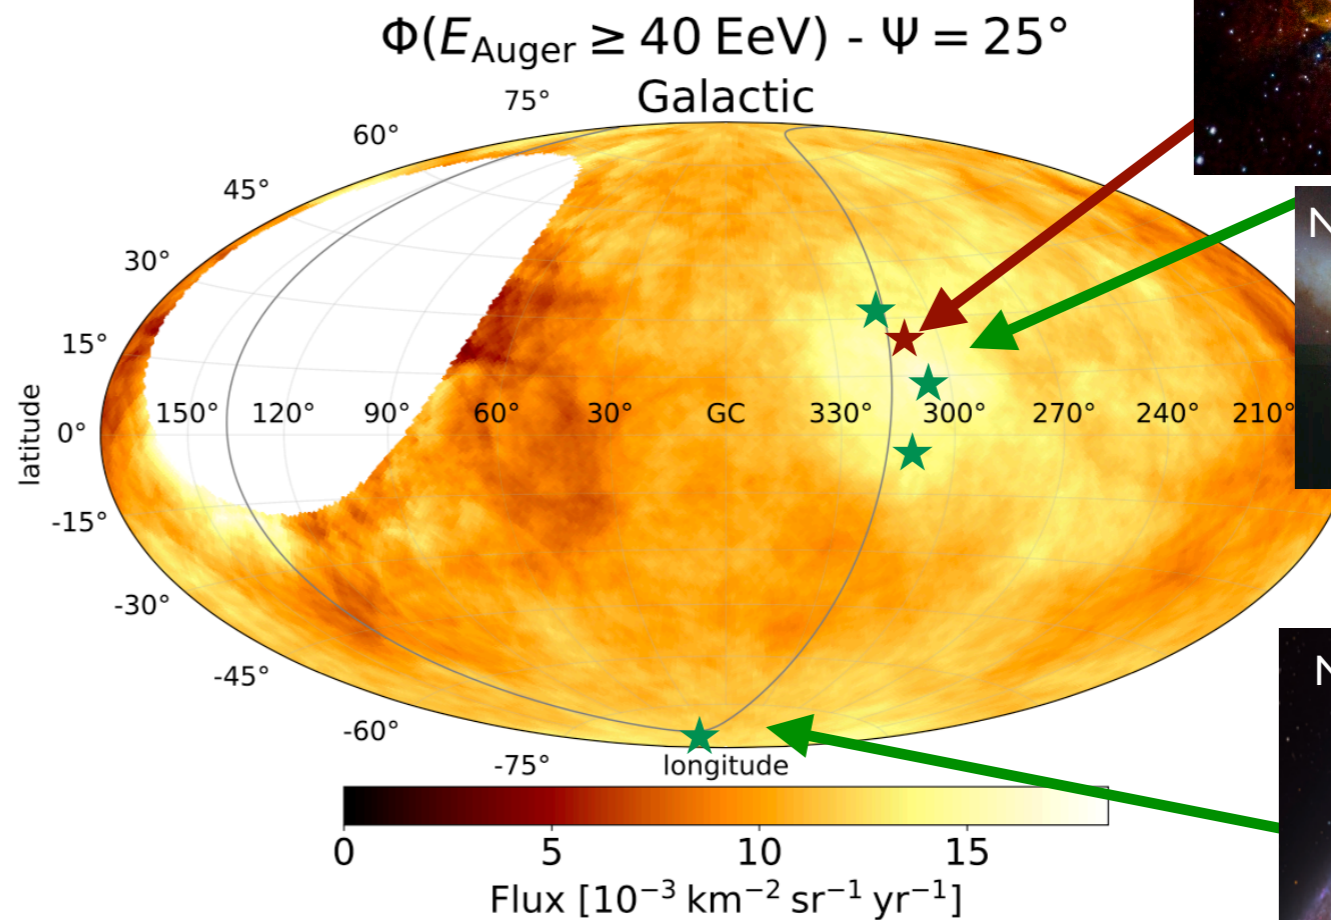 Φ(E_Auger ≥ 40 EeV) - Ψ = 25°
Galactic
75°
60°
45°
30°
15°
0°
-15°
-30°
-45°
-60°
-75°
latitude
150° 120° 90° 60° 30° GC 330° 300° 270° 240° 210°
longitude
N
N
0 5 10 15
Flux [10⁻³ km⁻² sr⁻¹ yr⁻¹]